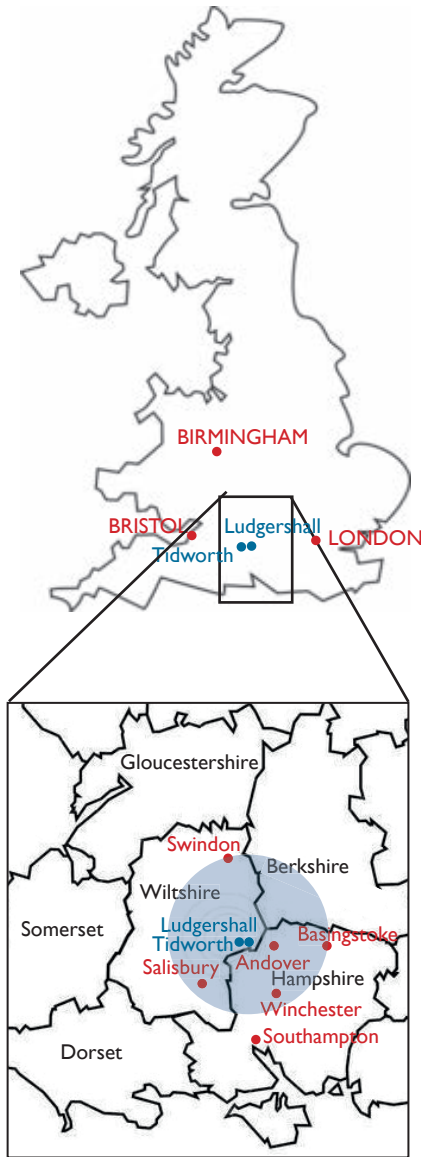 BIRMINGHAM
BRISTOL
Ludgershall
Tidworth
LONDON
Gloucestershire
Swindon
Berkshire
Wiltshire
Somerset
Ludgershall
Tidworth
Basingstoke
Andover
Salisbury
Hampshire
Winchester
Southampton
Dorset